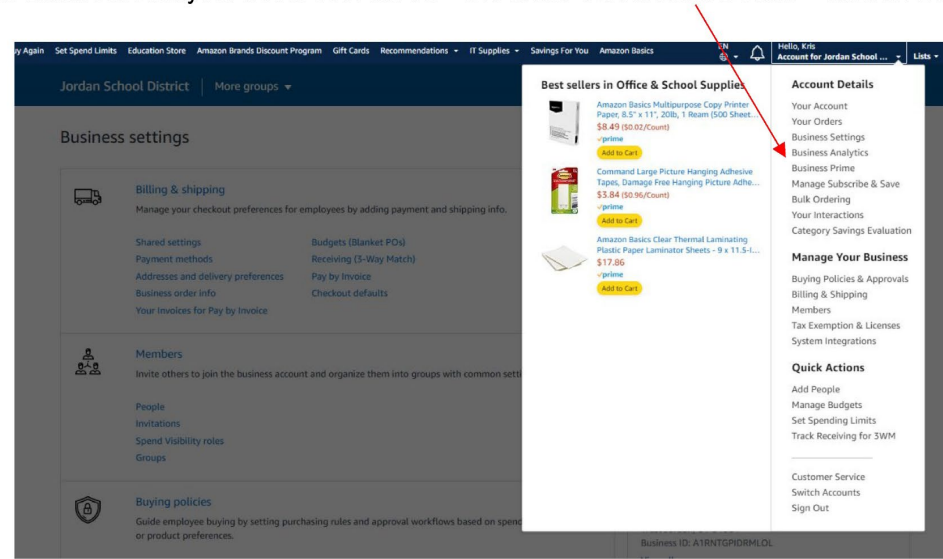 uy Again Set Spend Limits Education Store Amazon Brands Discount Program Gift Cards Recommendations IT Supplies Savings For You Amazon Basics EN Hello, Kris
Account for Jordan School ... Lists
Jordan School District More groups
Business settings
Billing & shipping
Manage your checkout preferences for employees by adding payment and shipping info.
Shared settings
Payment methods
Addresses and delivery preferences
Business order info
Your Invoices for Pay by Invoice
Budgets (Blanket POs)
Receiving (3-Way Match)
Pay by Invoice
Checkout defaults
Members
Invite others to join the business account and organize them into groups with common setti
People
Invitations
Spend Visibility roles
Groups
Buying policies
Guide employee buying by setting purchasing rules and approval workflows based on spend
or product preferences.
Best sellers in Office & School Supplies
Amazon Basics Multipurpose Copy Printer
Paper, 8.5" x 11", 20lb, 1 Ream (500 Sheet...
$8.49 ($0.02/Count)
prime
Add to Cart
Command Large Picture Hanging Adhesive
Tapes, Damage Free Hanging Picture Adhe...
$3.84 ($0.96/Count)
prime
Add to Cart
Amazon Basics Clear Thermal Laminating
Plastic Paper Laminator Sheets - 9 x 11.5-I...
$17.86
prime
Add to Cart
Account Details
Your Account
Your Orders
Business Settings
Business Analytics
Business Prime
Manage Subscribe & Save
Bulk Ordering
Your Interactions
Category Savings Evaluation
Manage Your Business
Buying Policies & Approvals
Billing & Shipping
Members
Tax Exemption & Licenses
System Integrations
Quick Actions
Add People
Manage Budgets
Set Spending Limits
Track Receiving for 3WM
Customer Service
Switch Accounts
Sign Out
Business ID: A1RNTGPIDRMLOL